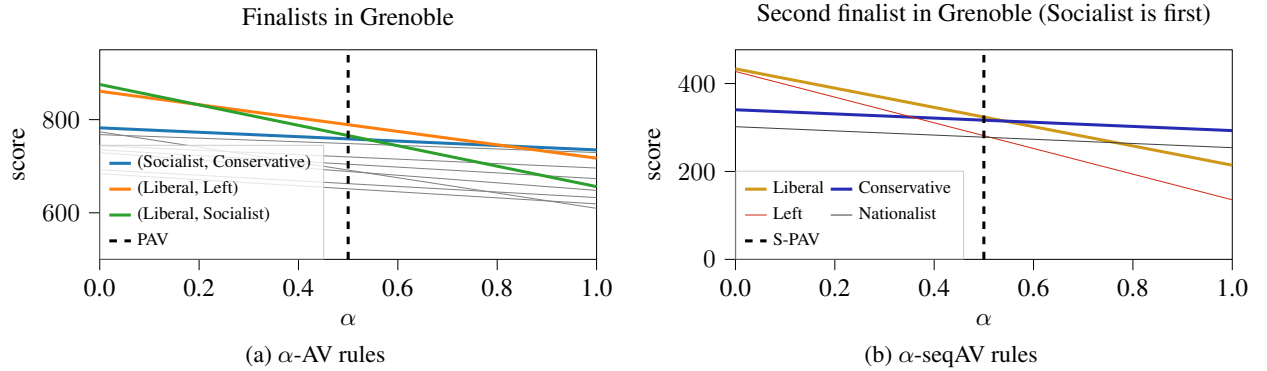 Finalists in Grenoble
score
800
600
(Socialist, Conservative)
(Liberal, Left)
(Liberal, Socialist)
PAV
0.0 0.2 0.4 0.6 0.8 1.0
α
(a) α-AV rules
Second finalist in Grenoble (Socialist is first)
score
400
200
0
Liberal Conservative
Left Nationalist
S-PAV
0.0 0.2 0.4 0.6 0.8 1.0
α
(b) α-seqAV rules